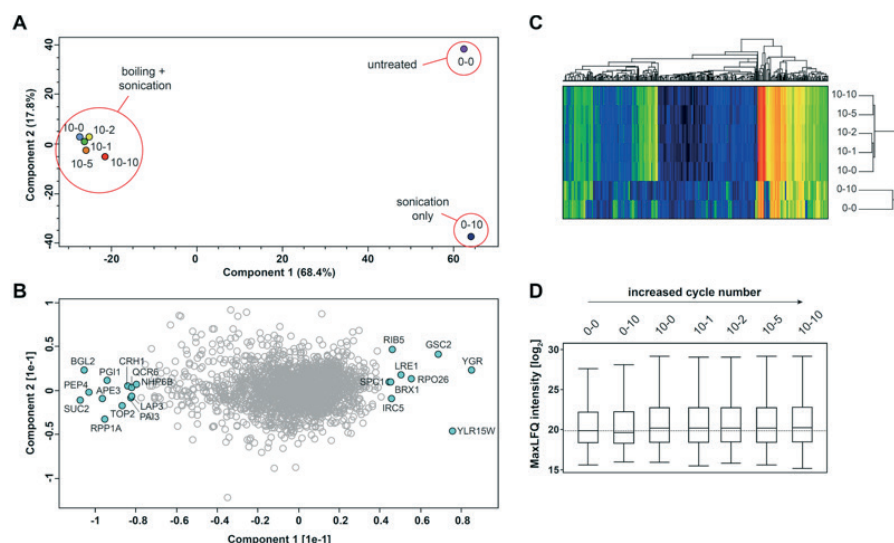 A
40
20
0
-20
-40
Component 2 (17.8%)
boiling +
sonication
untreated
0-0
10-0
10-2
10-1
10-5
10-10
sonication
only
0-10
-20
0
20
40
60
Component 1 (68.4%)
B
1
0.5
0
-0.5
-1
Component 2 [1e-1]
BGL2
CRH1
PGI1
QCR6
NHP6B
PEP4
APE3
SUC2
TOP2
LAP3
PAI3
RPP1A
RIB5
GSC2
YGR
LRE1
RPO26
BRX1
IRC5
YLR15W
-1
-0.8
-0.6
-0.4
-0.2
0
0.2
0.4
0.6
0.8
Component 1 [1e-1]
C
10-10
10-5
10-2
10-1
10-0
0-10
0-0
D
increased cycle number
0-0
0-10
10-0
10-1
10-2
10-5
10-10
30
25
20
15
MaxLFQ intensity [log2]